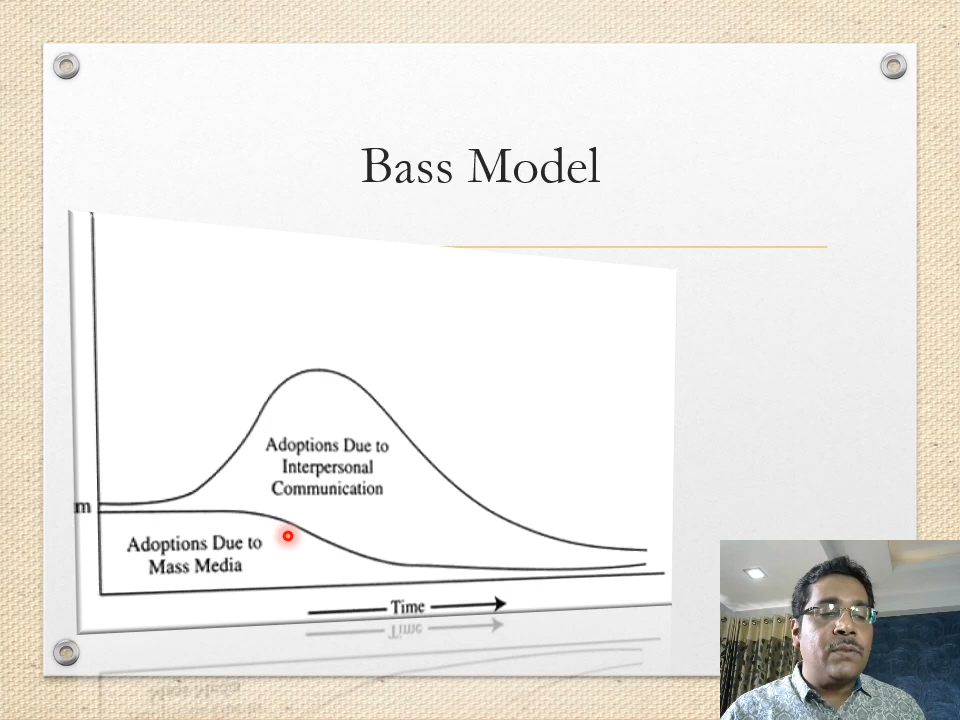 Bass Model
Adoptions Due to
Interpersonal
Communication
m
Adoptions Due to
Mass Media
Time